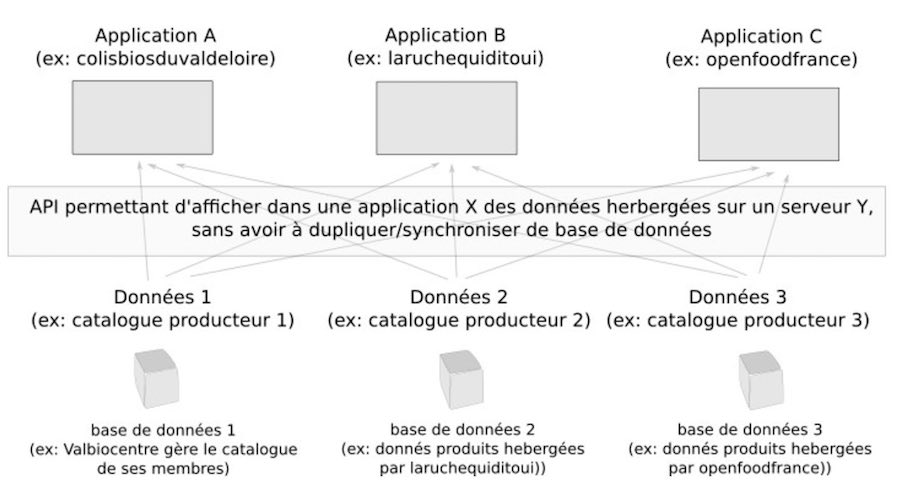 Application A
(ex: colisbiosduvaldeloire)
Application B
(ex: laruchequiditoui)
Application C
(ex: openfoodfrance)
API permettant d'afficher dans une application X des données herbergées sur un serveur Y,
sans avoir à dupliquer/synchroniser de base de données
Données 1
(ex: catalogue producteur 1)
Données 2
(ex: catalogue producteur 2)
Données 3
(ex: catalogue producteur 3)
base de données 1
(ex: Valbiocentre gère le catalogue
de ses membres)
base de données 2
(ex: donnés produits hebergées
par laruchequiditoui))
base de données 3
(ex: donnés produits hebergées
par openfoodfrance))